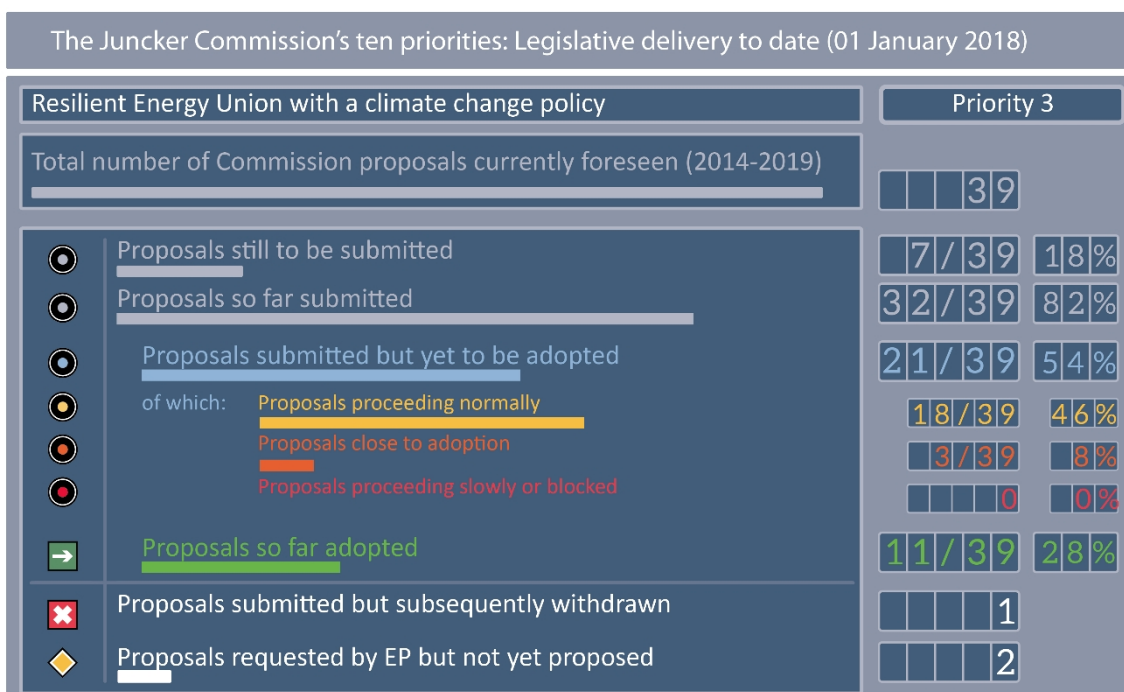 The Juncker Commission's ten priorities: Legislative delivery to date (01 January 2018)
Resilient Energy Union with a climate change policy Priority 3
Total number of Commission proposals currently foreseen (2014-2019) 39
Proposals still to be submitted 7/39 18%
Proposals so far submitted 32/39 82%
Proposals submitted but yet to be adopted 21/39 54%
of which: Proposals proceeding normally 18/39 46%
Proposals close to adoption 3/39 8%
Proposals proceeding slowly or blocked 0 0%
Proposals so far adopted 11/39 28%
Proposals submitted but subsequently withdrawn 1
Proposals requested by EP but not yet proposed 2